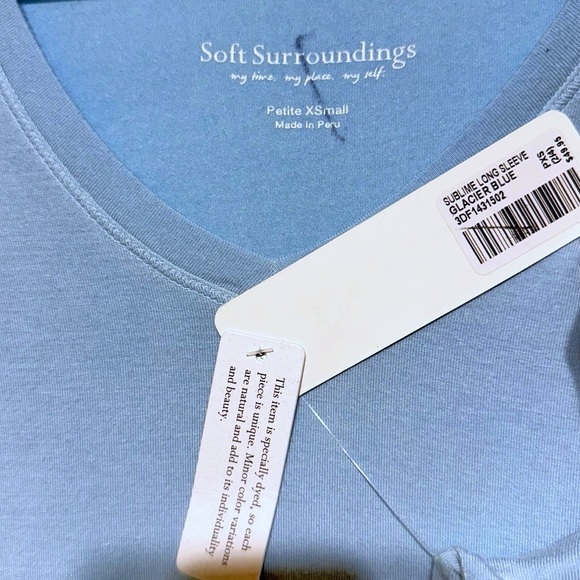 Soft Surroundings
my time. my place. my self.
Petite XSmall
Made in Peru
SUBLIME LONG SLEEVE
GLACIER BLUE
3DF1431502
PXS
(24)
$49.95
This item is specially dyed, so each
piece is unique. Minor color variations
are natural and add to its individuality
and beauty.